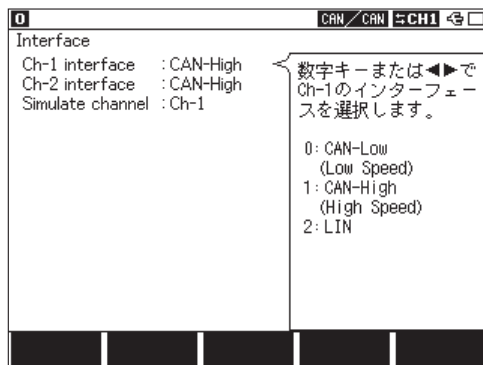 0 CAN/CAN ⇆CH1
Interface
Ch-1 interface :CAN-High
Ch-2 interface :CAN-High
Simulate channel :Ch-1
数字キーまたは◀▶で
Ch-1のインターフェー
スを選択します。
0: CAN-Low
(Low Speed)
1: CAN-High
(High Speed)
2: LIN